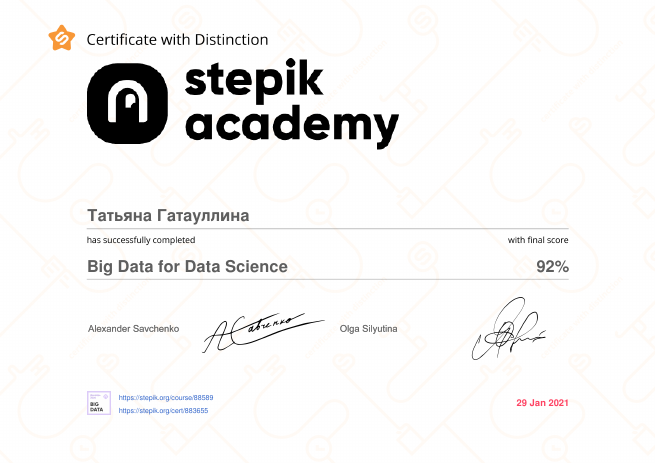 Certificate with Distinction
stepik
academy
Татьяна Гатауллина
has successfully completed with final score
Big Data for Data Science 92%
Alexander Savchenko АСавченко Olga Silyutina
BIG
DATA
https://stepik.org/course/88589
https://stepik.org/cert/883655
29 Jan 2021